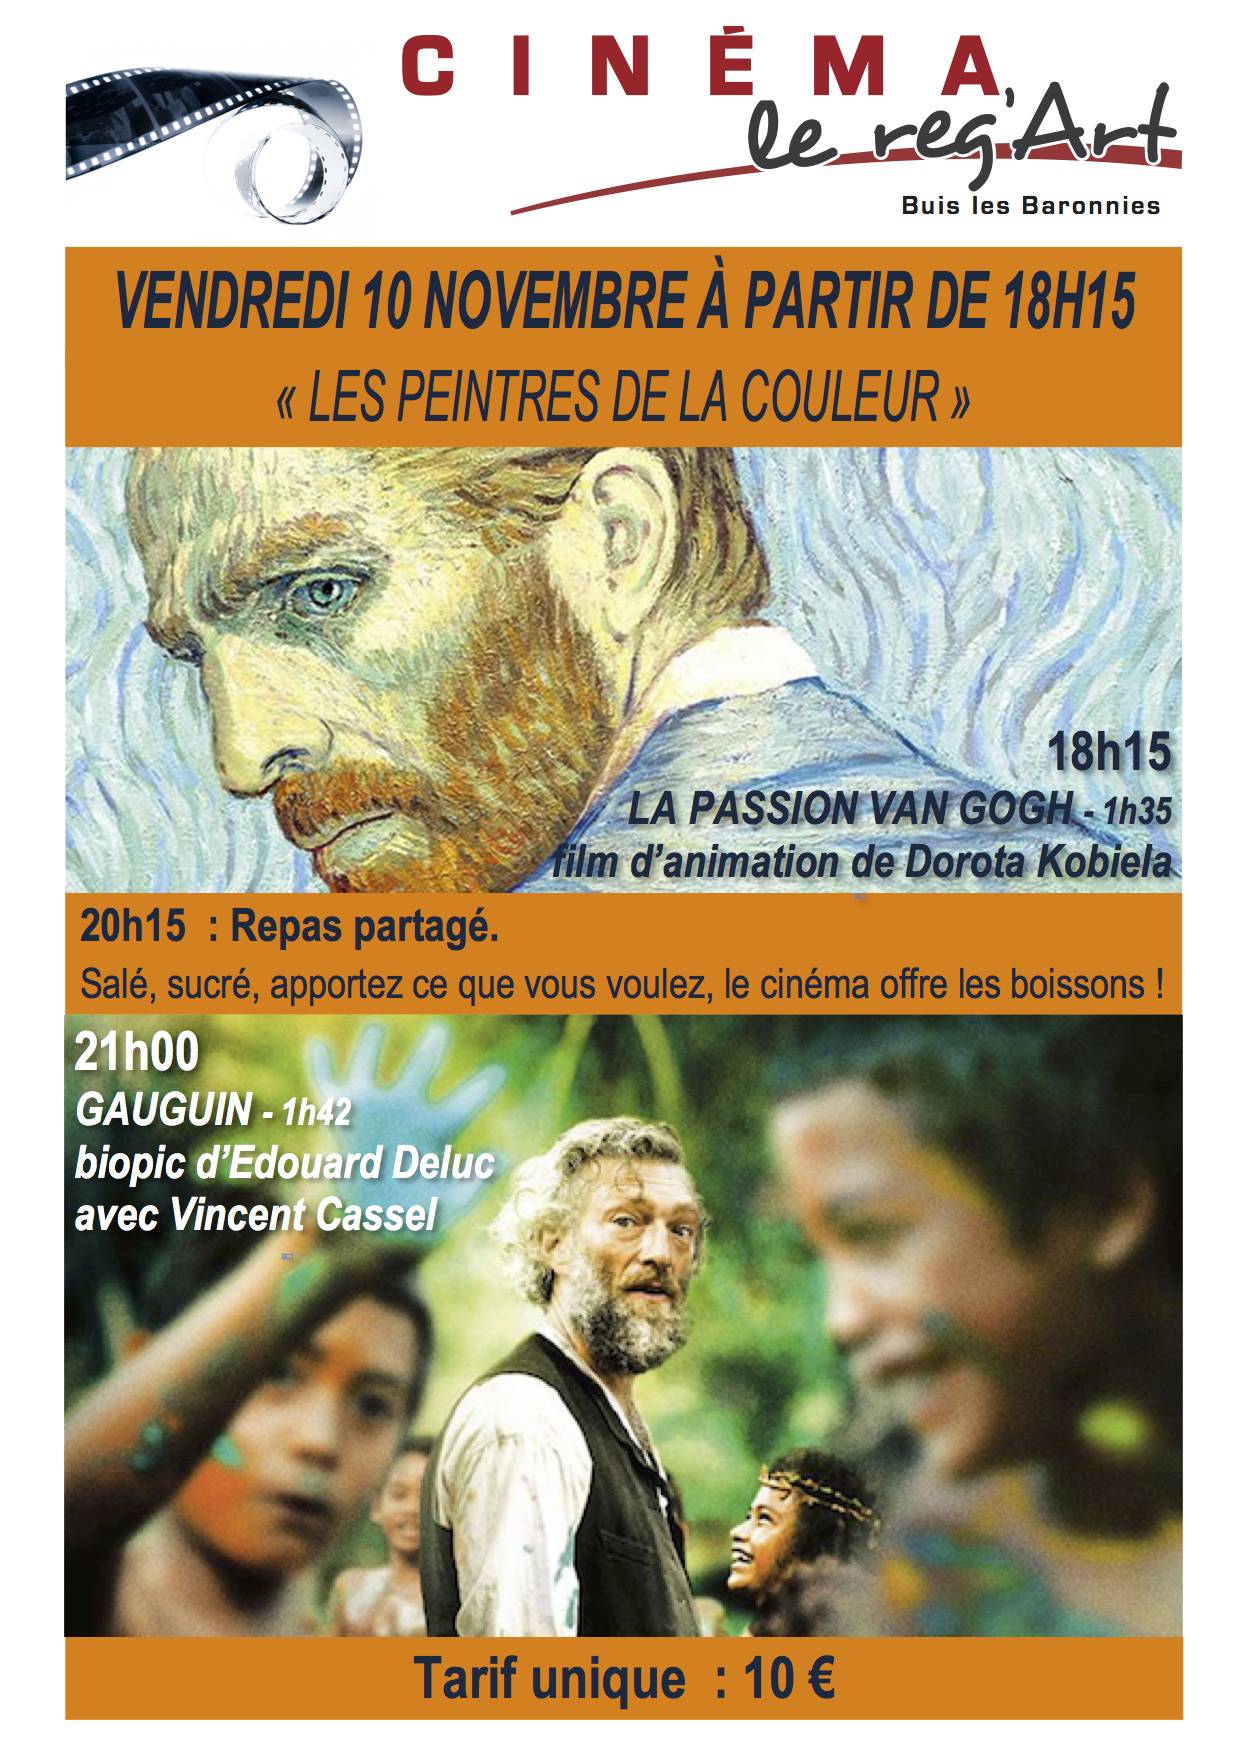 CINÉMA
le reg'Art
Buis les Baronnies
VENDREDI 10 NOVEMBRE À PARTIR DE 18H15
« LES PEINTRES DE LA COULEUR »
18h15
LA PASSION VAN GOGH - 1h35
film d’animation de Dorota Kobiela
20h15  : Repas partagé.
Salé, sucré, apportez ce que vous voulez, le cinéma offre les boissons !
21h00
GAUGUIN - 1h42
biopic d’Edouard Deluc
avec Vincent Cassel
Tarif unique  : 10 €